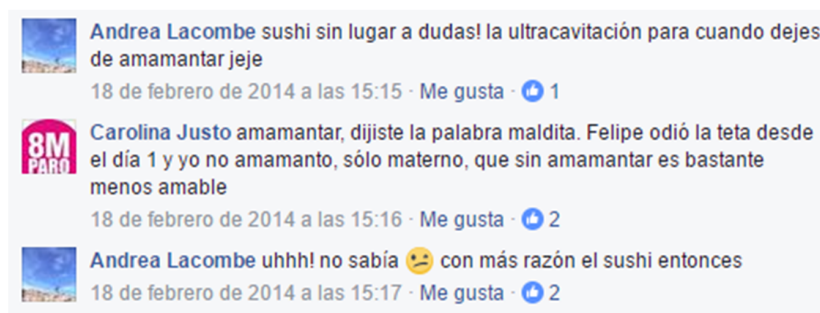 Andrea Lacombe sushi sin lugar a dudas! la ultracavitación para cuando dejes
de amamantar jeje
18 de febrero de 2014 a las 15:15 · Me gusta · 1
8M
PARO
Carolina Justo amamantar, dijiste la palabra maldita. Felipe odió la teta desde
el día 1 y yo no amamanto, sólo materno, que sin amamantar es bastante
menos amable
18 de febrero de 2014 a las 15:16 · Me gusta · 2
Andrea Lacombe uhhh! no sabía 😕 con más razón el sushi entonces
18 de febrero de 2014 a las 15:17 · Me gusta · 2